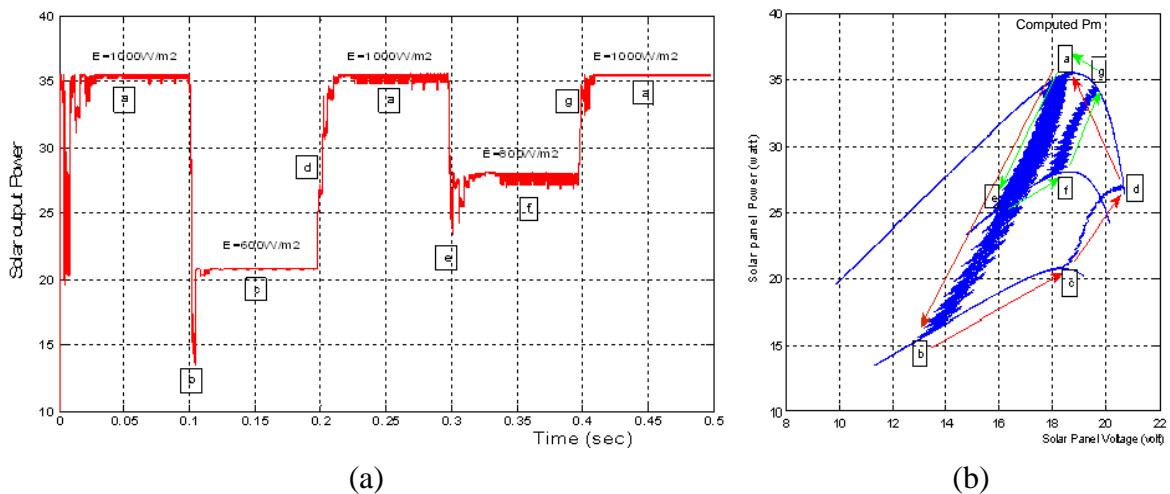 40
35
30
25
20
15
10
Solar output Power
E=1000W/m2
E=1000W/m2
E=1000W/m2
E=600W/m2
E=800W/m2
a
b
c
d
a
e
f
g
a
0 0.05 0.1 0.15 0.2 0.25 0.3 0.35 0.4 0.45 0.5
Time (sec)
(a)
40
35
30
25
20
15
10
Solar panel Power (watt)
Computed Pm
a
g
e
f
d
c
b
8 10 12 14 16 18 20 22
Solar Panel Voltage (volt)
(b)